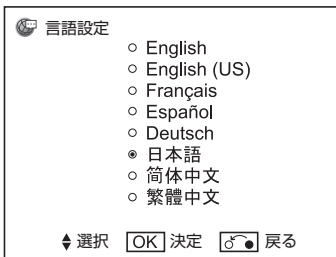 言語設定
English
English (US)
Français
Español
Deutsch
日本語
简体中文
繁體中文
選択 OK 決定 戻る